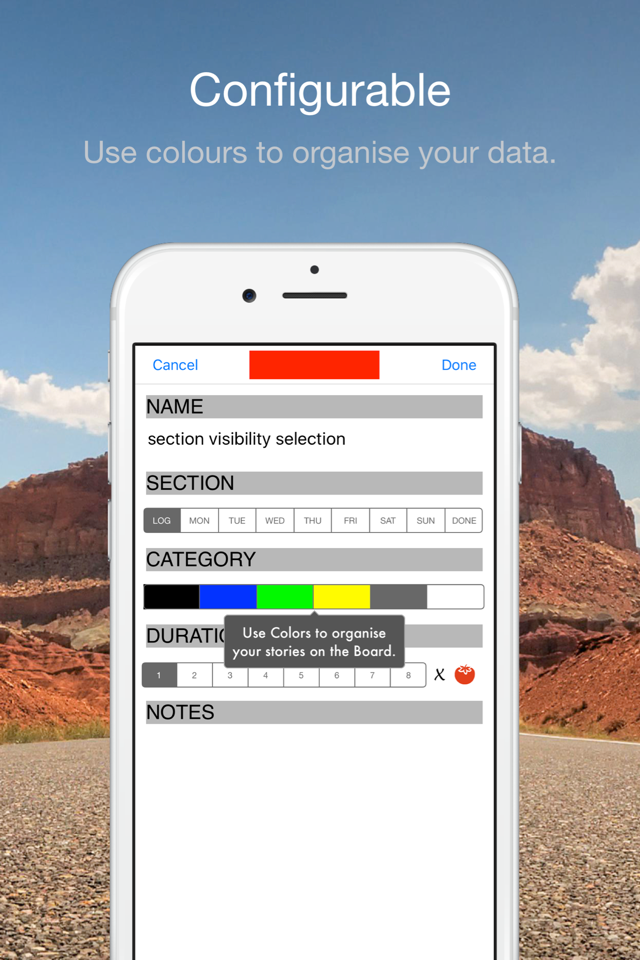 Configurable
Use colours to organise your data.
Cancel
Done
NAME
section visibility selection
SECTION
LOG MON TUE WED THU FRI SAT SUN DONE
CATEGORY
DURATIO
Use Colors to organise
your stories on the Board.
1 2 3 4 5 6 7 8 X
NOTES